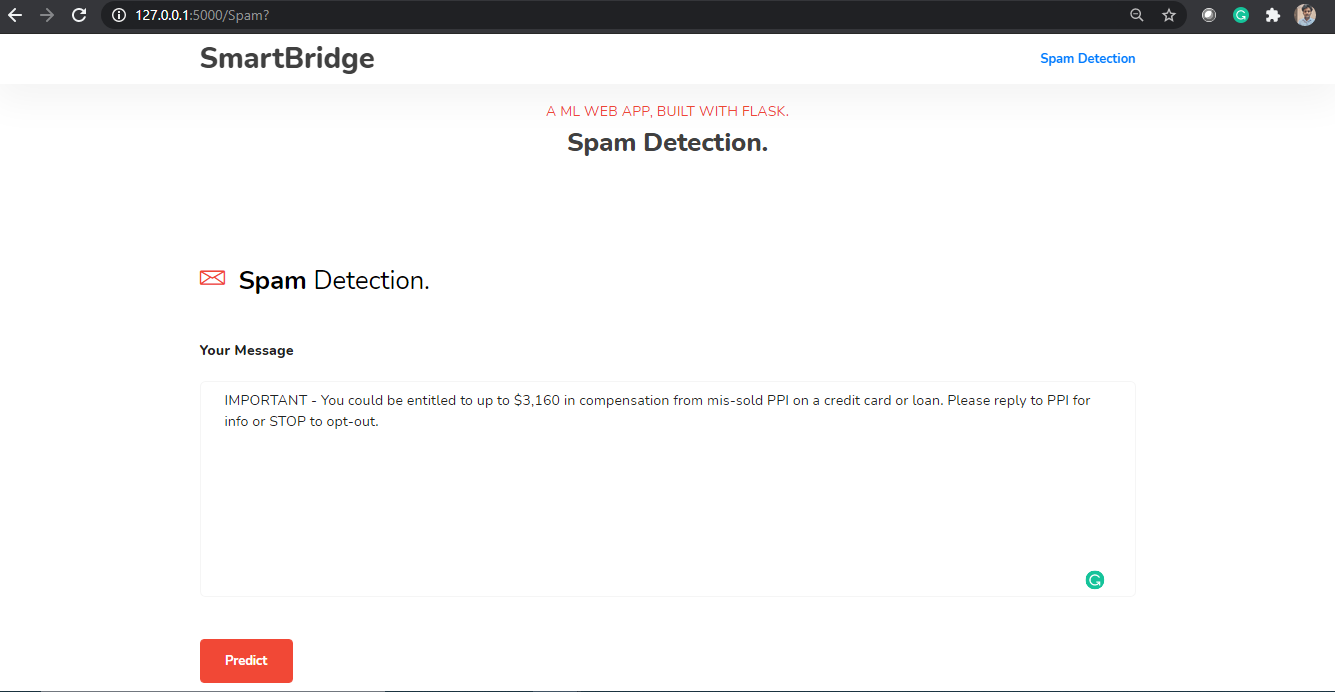 127.0.0.1:5000/Spam?
SmartBridge
Spam Detection
A ML WEB APP, BUILT WITH FLASK.
Spam Detection.
Spam Detection.
Your Message
IMPORTANT - You could be entitled to up to $3,160 in compensation from mis-sold PPI on a credit card or loan. Please reply to PPI for
info or STOP to opt-out.
Predict